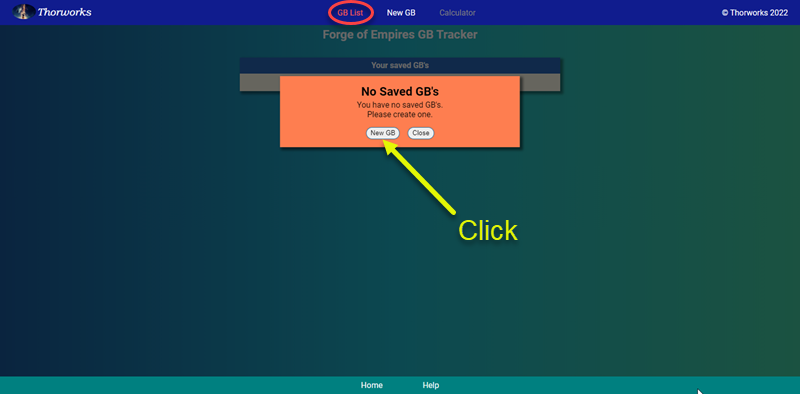 Thorworks
GB List
New GB
Calculator
© Thorworks 2022
Forge of Empires GB Tracker
Your saved GB's
No Saved GB's
You have no saved GB's.
Please create one.
New GB
Close
Click
Home
Help